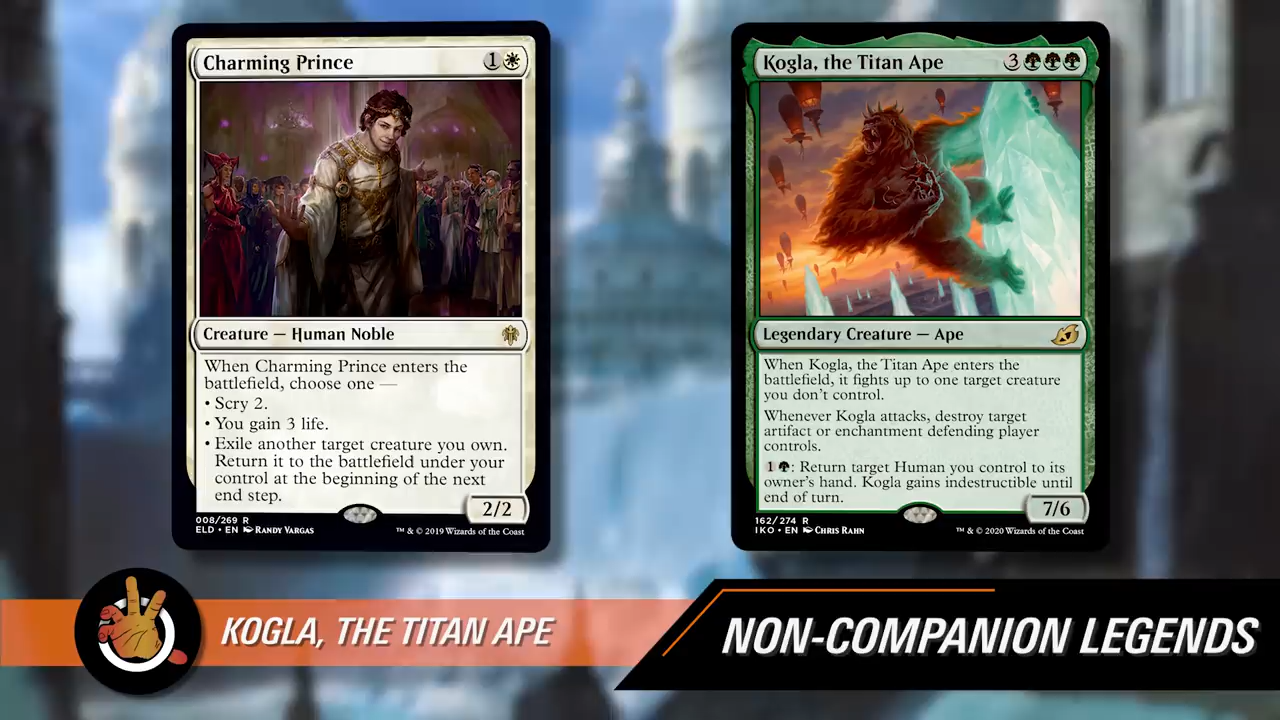 Charming Prince 1
Creature — Human Noble
When Charming Prince enters the
battlefield, choose one —
• Scry 2.
• You gain 3 life.
• Exile another target creature you own.
Return it to the battlefield under your
control at the beginning of the next
end step.
2/2
008/269 R
ELD • EN Randy Vargas
™ & © 2019 Wizards of the Coast
Kogla, the Titan Ape 3
Legendary Creature — Ape
When Kogla, the Titan Ape enters the
battlefield, it fights up to one target creature
you don't control.
Whenever Kogla attacks, destroy target
artifact or enchantment defending player
controls.
1 : Return target Human you control to its
owner's hand. Kogla gains indestructible until
end of turn.
7/6
162/274 R
IKO • EN Chris Rahn
™ & © 2020 Wizards of the Coast
KOGLA, THE TITAN APE
NON-COMPANION LEGENDS